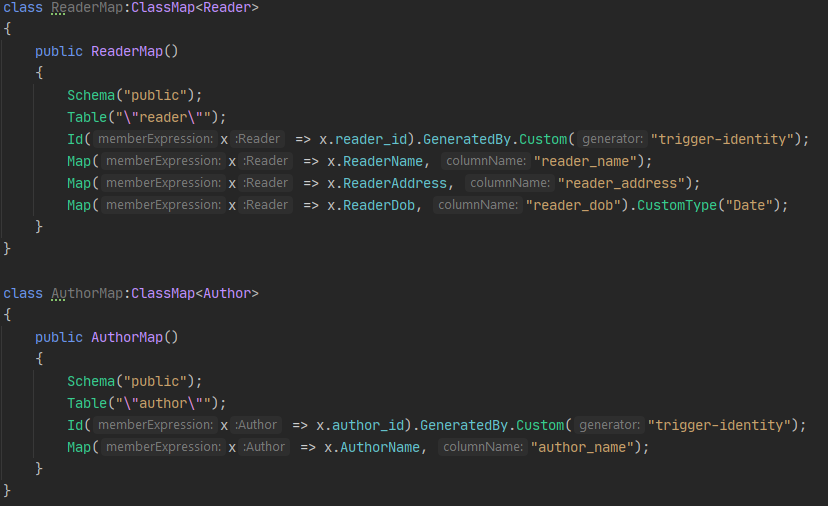 class ReaderMap:ClassMap<Reader>
{
public ReaderMap()
{
Schema("public");
Table("\"reader\"");
Id( memberExpression: x :Reader => x.reader_id).GeneratedBy.Custom( generator: "trigger-identity");
Map( memberExpression: x :Reader => x.ReaderName, columnName: "reader_name");
Map( memberExpression: x :Reader => x.ReaderAddress, columnName: "reader_address");
Map( memberExpression: x :Reader => x.ReaderDob, columnName: "reader_dob").CustomType("Date");
}
}
class AuthorMap:ClassMap<Author>
{
public AuthorMap()
{
Schema("public");
Table("\"author\"");
Id( memberExpression: x :Author => x.author_id).GeneratedBy.Custom( generator: "trigger-identity");
Map( memberExpression: x :Author => x.AuthorName, columnName: "author_name");
}
}